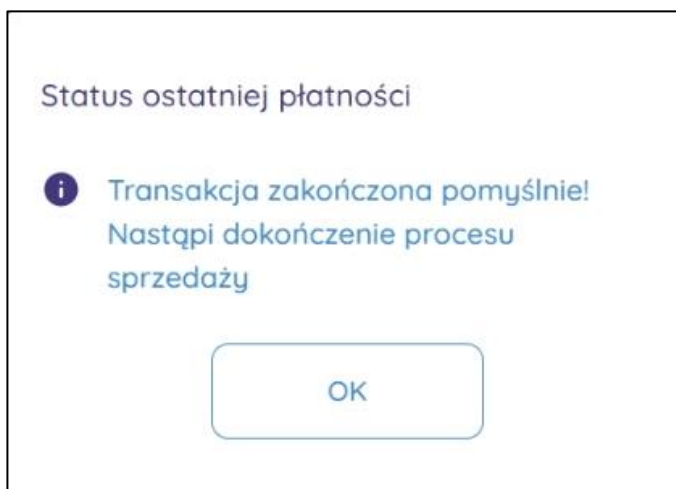 Status ostatniej płatności
Transakcja zakończona pomyślnie!
Nastąpi dokończenie procesu
sprzedaży
OK